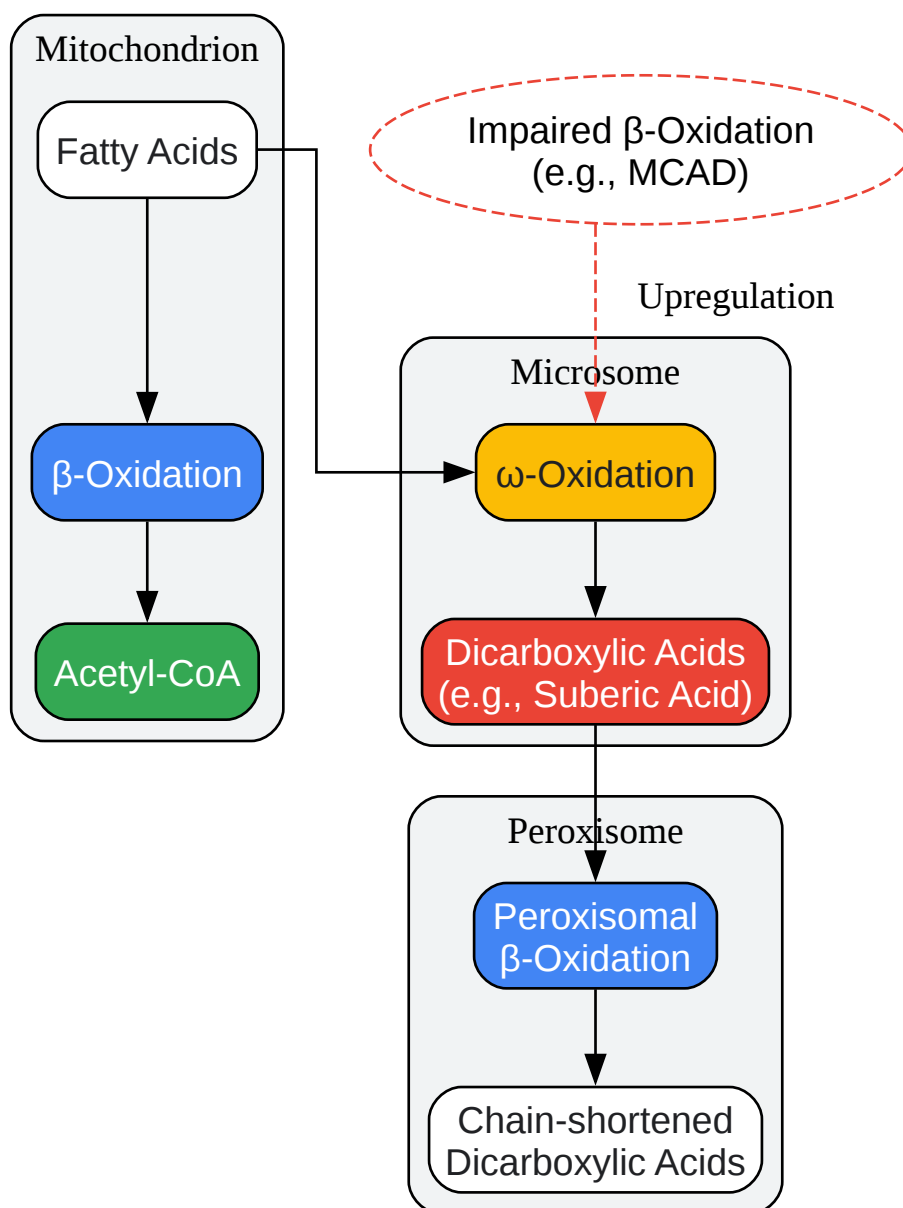 Mitochondrion
Fatty Acids
β-Oxidation
Acetyl-CoA
Impaired β-Oxidation
(e.g., MCAD)
Upregulation
Microsome
ω-Oxidation
Dicarboxylic Acids
(e.g., Suberic Acid)
Peroxisome
Peroxisomal
β-Oxidation
Chain-shortened
Dicarboxylic Acids